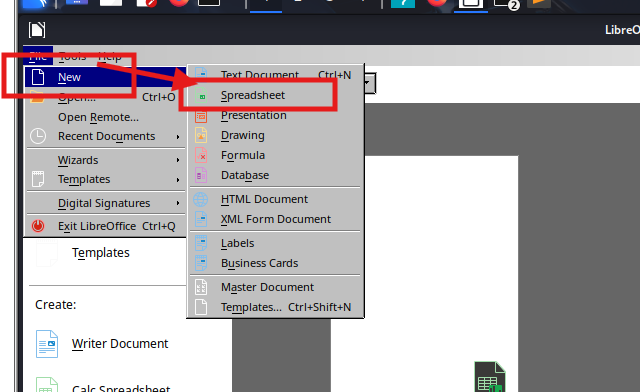 2
LibreO
File Tools Help
New
Open... Ctrl+O
Open Remote...
Recent Documents
Wizards
Templates
Digital Signatures
Exit LibreOffice Ctrl+Q
Text Document Ctrl+N
Spreadsheet
Presentation
Drawing
Formula
Database
HTML Document
XML Form Document
Labels
Business Cards
Master Document
Templates... Ctrl+Shift+N
Templates
Create:
Writer Document
Calc Spreadsheet